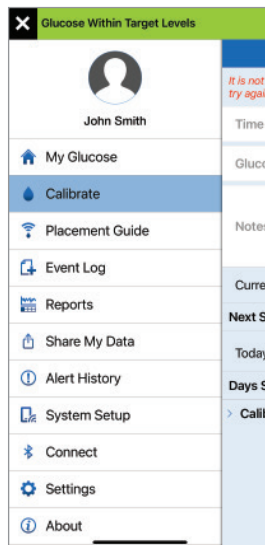 Glucose Within Target Levels
John Smith
My Glucose
Calibrate
Placement Guide
Event Log
Reports
Share My Data
Alert History
System Setup
Connect
Settings
About
It is not
try agai
Time
Gluco
Notes
Curre
Next S
Today
Days S
Calib